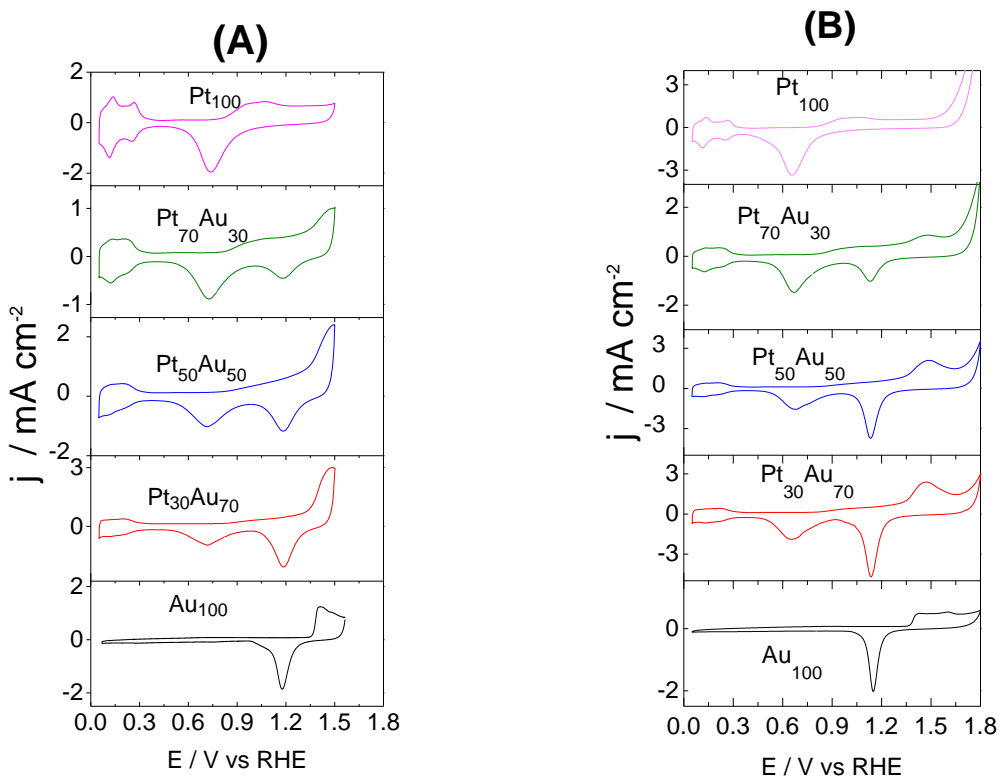 (A)
2
0
-2
Pt₁₀₀
1
0
-1
Pt₇₀Au₃₀
2
0
-2
Pt₅₀Au₅₀
3
0
Pt₃₀Au₇₀
2
0
-2
Au₁₀₀
0.0 0.3 0.6 0.9 1.2 1.5 1.8
E / V vs RHE
j / mA cm⁻²
(B)
3
0
-3
Pt₁₀₀
2
0
-2
Pt₇₀Au₃₀
3
0
-3
Pt₅₀Au₅₀
3
0
-3
Pt₃₀Au₇₀
0
-2
Au₁₀₀
0.0 0.3 0.6 0.9 1.2 1.5 1.8
E / V vs RHE
j / mA cm⁻²